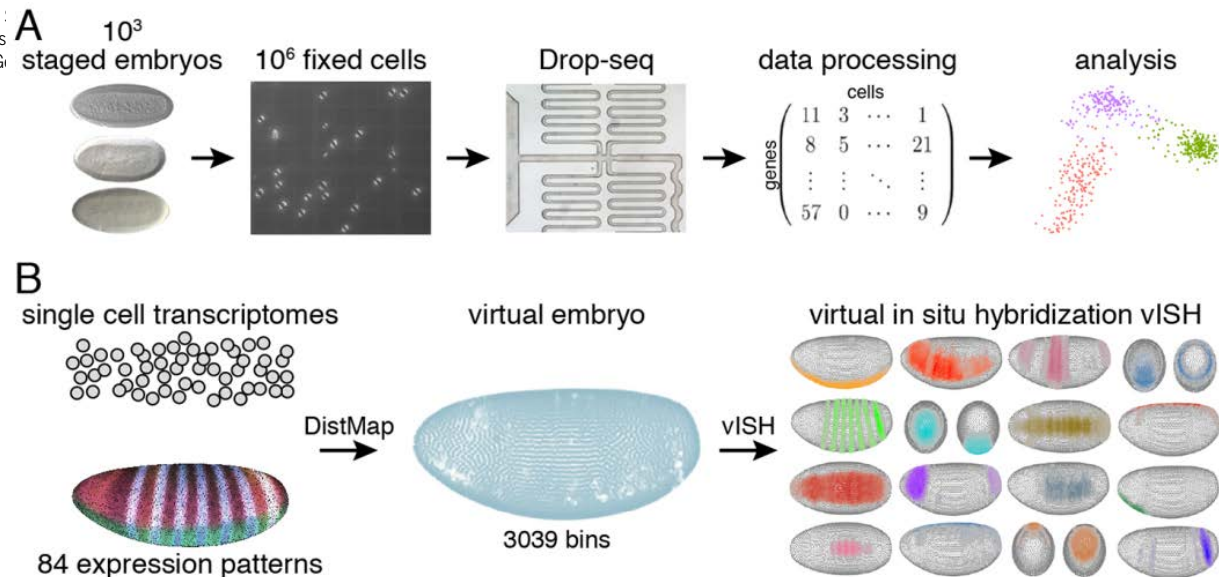 A
10³
staged embryos
10⁶ fixed cells
Drop-seq
data processing
analysis
cells
genes
11 3 ⋯ 1
8 5 ⋯ 21
⋮ ⋮ ⋱ ⋮
57 0 ⋯ 9
B
single cell transcriptomes
virtual embryo
virtual in situ hybridization vISH
DistMap
vISH
3039 bins
84 expression patterns